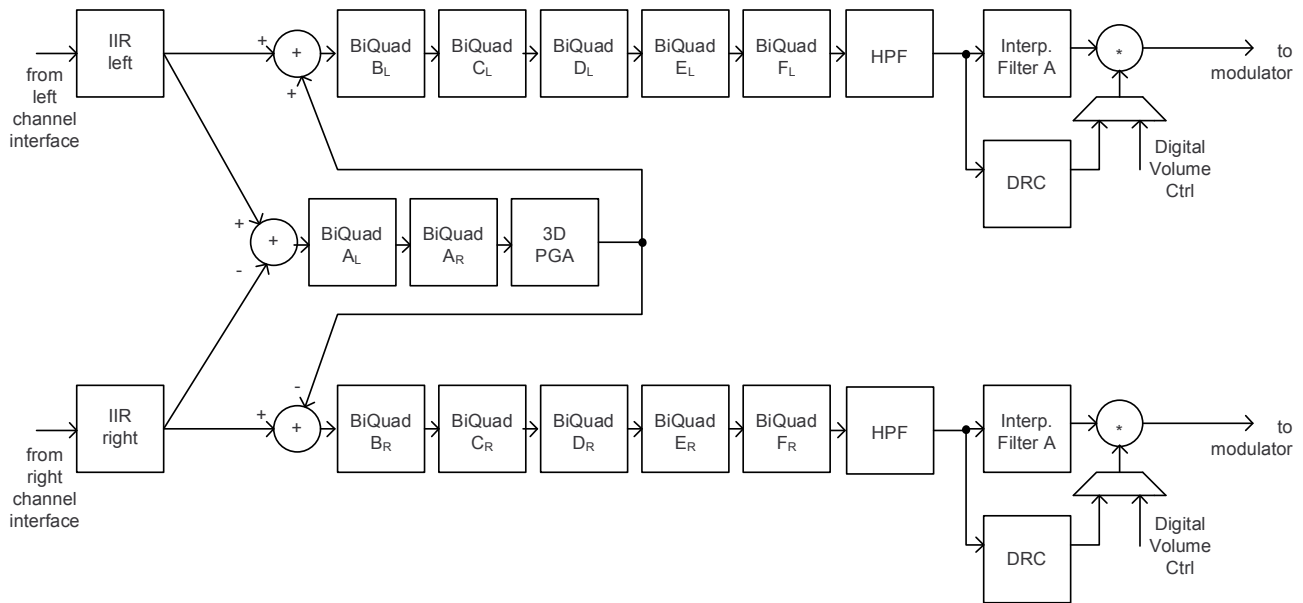 IIR
left
from
left
channel
interface
+
+
+
BiQuad
BL
BiQuad
CL
BiQuad
DL
BiQuad
EL
BiQuad
FL
HPF
Interp.
Filter A
*
to
modulator
DRC
Digital
Volume
Ctrl
+
+
-
BiQuad
AL
BiQuad
AR
3D
PGA
IIR
right
from
right
channel
interface
-
+
+
BiQuad
BR
BiQuad
CR
BiQuad
DR
BiQuad
ER
BiQuad
FR
HPF
Interp.
Filter A
*
to
modulator
DRC
Digital
Volume
Ctrl